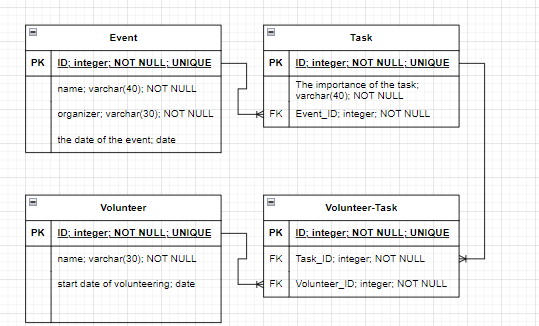 Event
PK ID; integer; NOT NULL; UNIQUE
name; varchar(40); NOT NULL
organizer; varchar(30); NOT NULL
the date of the event; date
Task
PK ID; integer; NOT NULL; UNIQUE
The importance of the task;
varchar(40); NOT NULL
FK Event_ID; integer; NOT NULL
Volunteer
PK ID; integer; NOT NULL; UNIQUE
name; varchar(30); NOT NULL
start date of volunteering; date
Volunteer-Task
PK ID; integer; NOT NULL; UNIQUE
FK Task_ID; integer; NOT NULL
FK Volunteer_ID; integer; NOT NULL